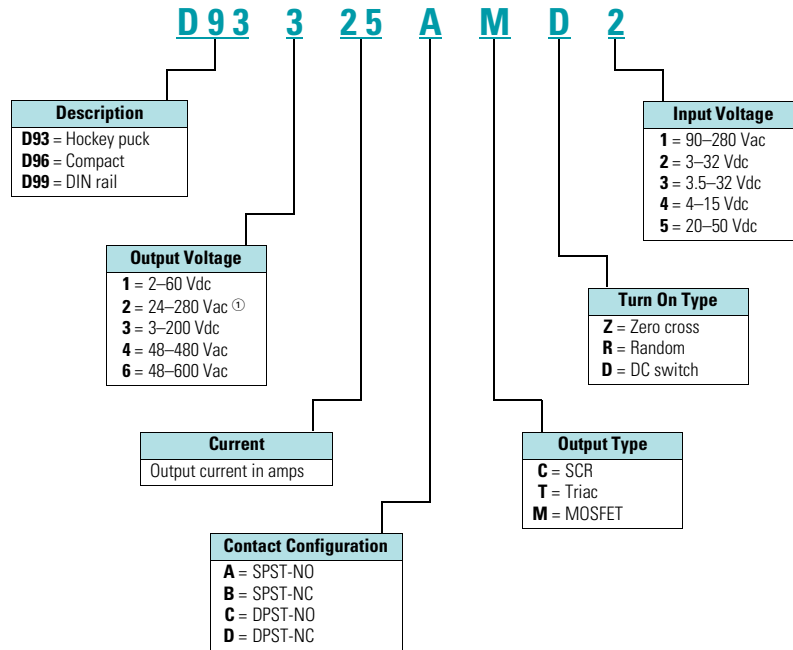 D93 3 25 A M D 2
Description
D93 = Hockey puck
D96 = Compact
D99 = DIN rail
Input Voltage
1 = 90–280 Vac
2 = 3–32 Vdc
3 = 3.5–32 Vdc
4 = 4–15 Vdc
5 = 20–50 Vdc
Output Voltage
1 = 2–60 Vdc
2 = 24–280 Vac ①
3 = 3–200 Vdc
4 = 48–480 Vac
6 = 48–600 Vac
Turn On Type
Z = Zero cross
R = Random
D = DC switch
Current
Output current in amps
Output Type
C = SCR
T = Triac
M = MOSFET
Contact Configuration
A = SPST-NO
B = SPST-NC
C = DPST-NO
D = DPST-NC